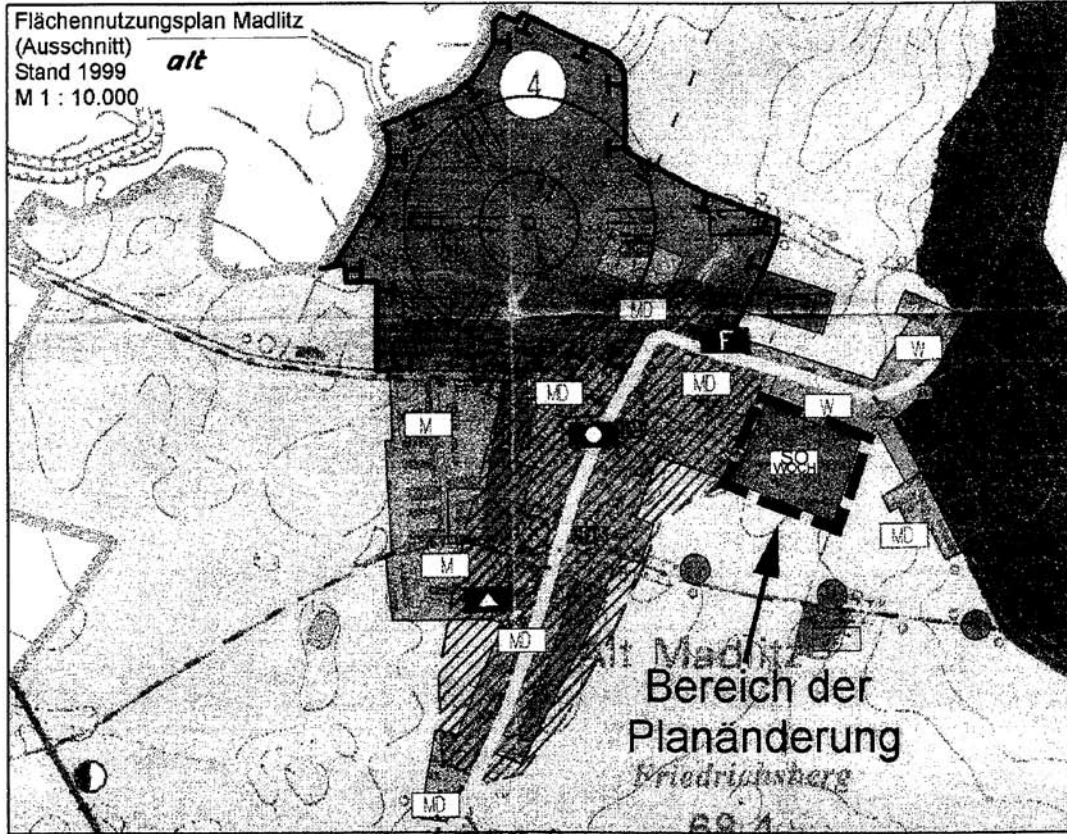 Flächennutzungsplan Madlitz
(Ausschnitt)
alt
Stand 1999
M 1 : 10.000
4
MD
F
W
MD
MD
W
M
SO
WOCH
MD
M
MD
Alt Madlitz
Bereich der
Planänderung
Friedrichsberg
MD